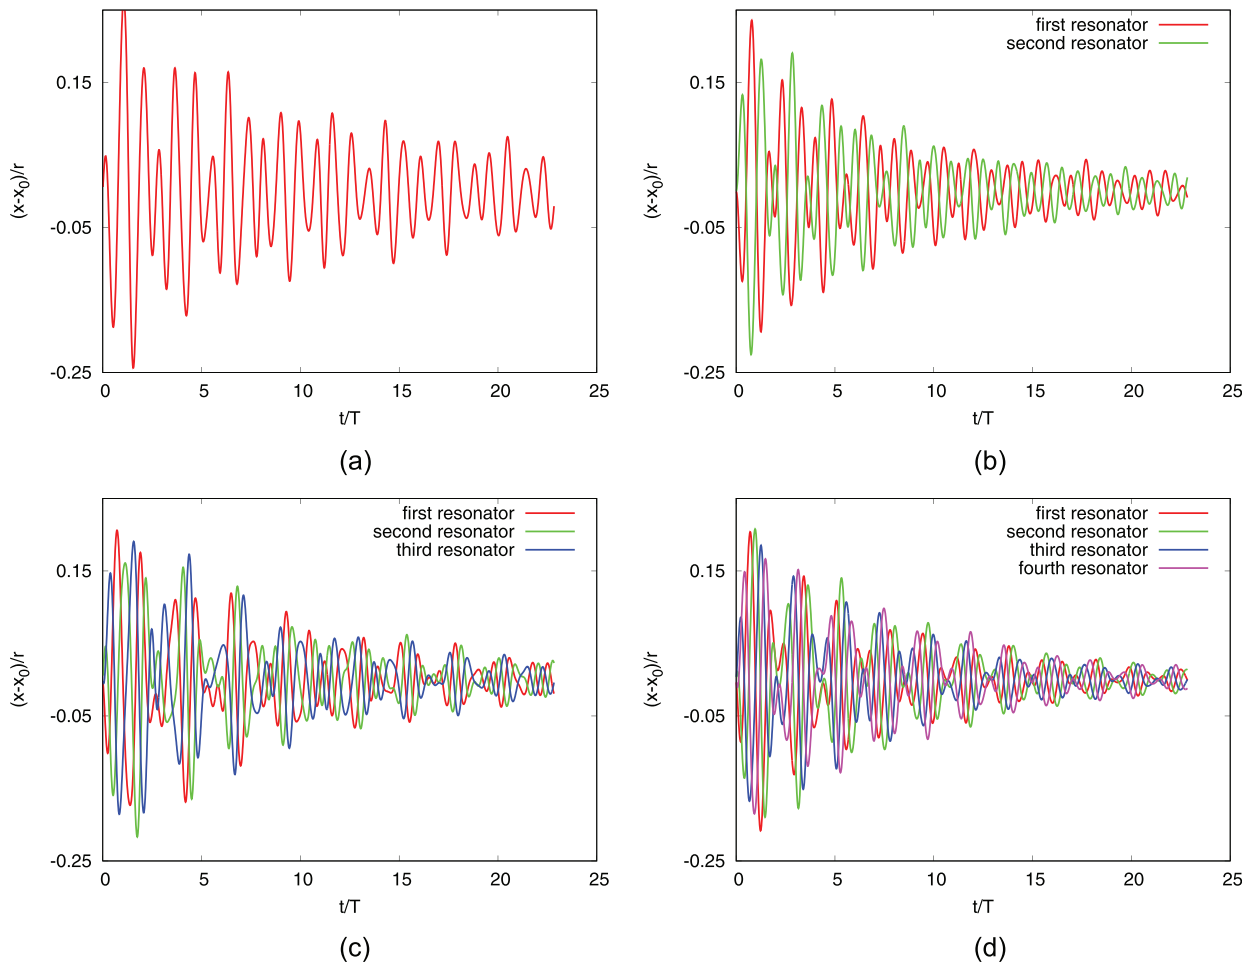 0.15
-0.05
-0.25
(x-x0)/r
0 5 10 15 20 25
t/T
(a)
first resonator
second resonator
0.15
-0.05
-0.25
(x-x0)/r
0 5 10 15 20 25
t/T
(b)
first resonator
second resonator
third resonator
0.15
-0.05
-0.25
(x-x0)/r
0 5 10 15 20 25
t/T
(c)
first resonator
second resonator
third resonator
fourth resonator
0.15
-0.05
-0.25
(x-x0)/r
0 5 10 15 20 25
t/T
(d)